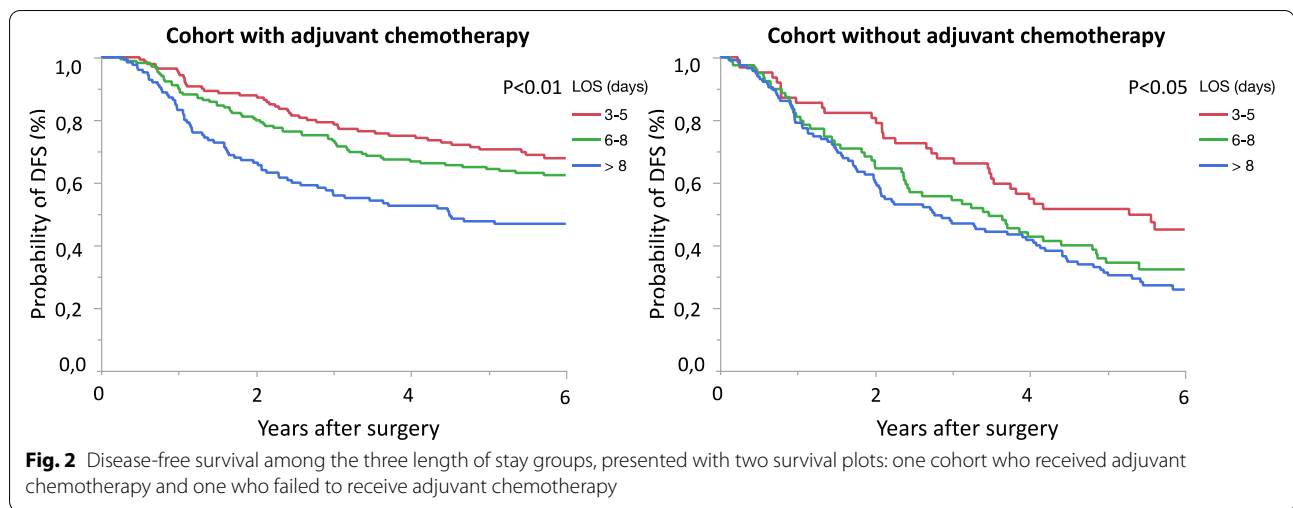 Cohort with adjuvant chemotherapy
Probability of DFS (%)
1,0
0,8
0,6
0,4
0,2
0,0
P<0.01
LOS (days)
3-5
6-8
> 8
0
2
4
6
Years after surgery
Cohort without adjuvant chemotherapy
Probability of DFS (%)
1,0
0,8
0,6
0,4
0,2
0,0
P<0.05
LOS (days)
3-5
6-8
> 8
0
2
4
6
Years after surgery
Fig. 2 Disease-free survival among the three length of stay groups, presented with two survival plots: one cohort who received adjuvant
chemotherapy and one who failed to receive adjuvant chemotherapy